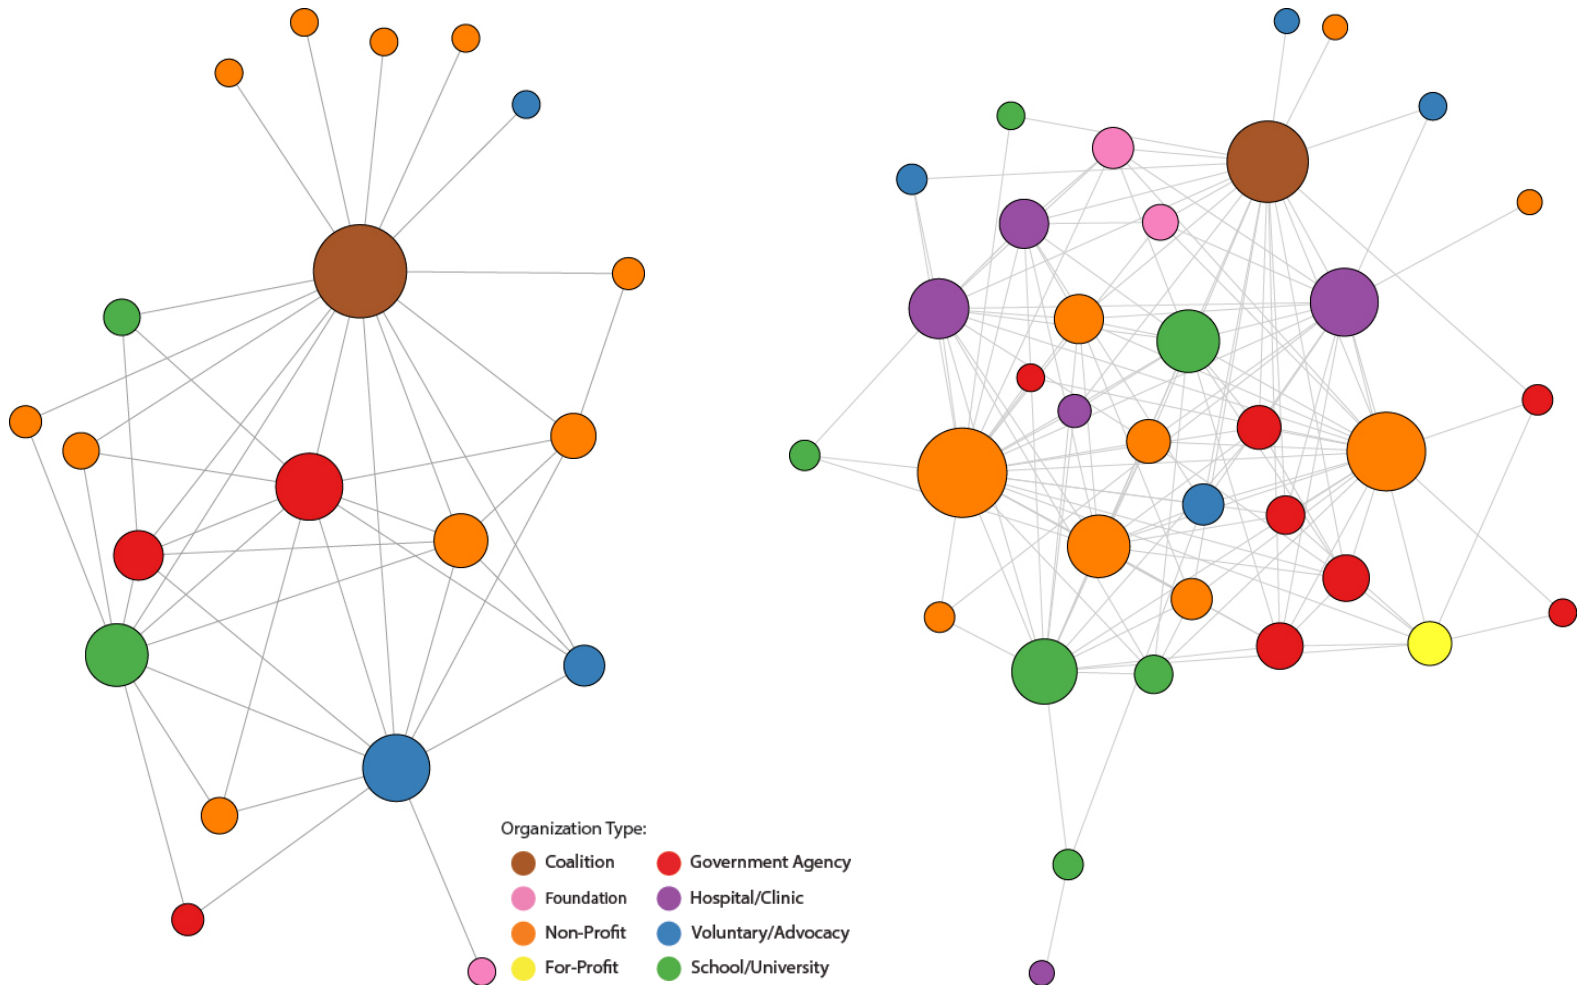 Organization Type:
Coalition
Government Agency
Foundation
Hospital/Clinic
Non-Profit
Voluntary/Advocacy
For-Profit
School/University